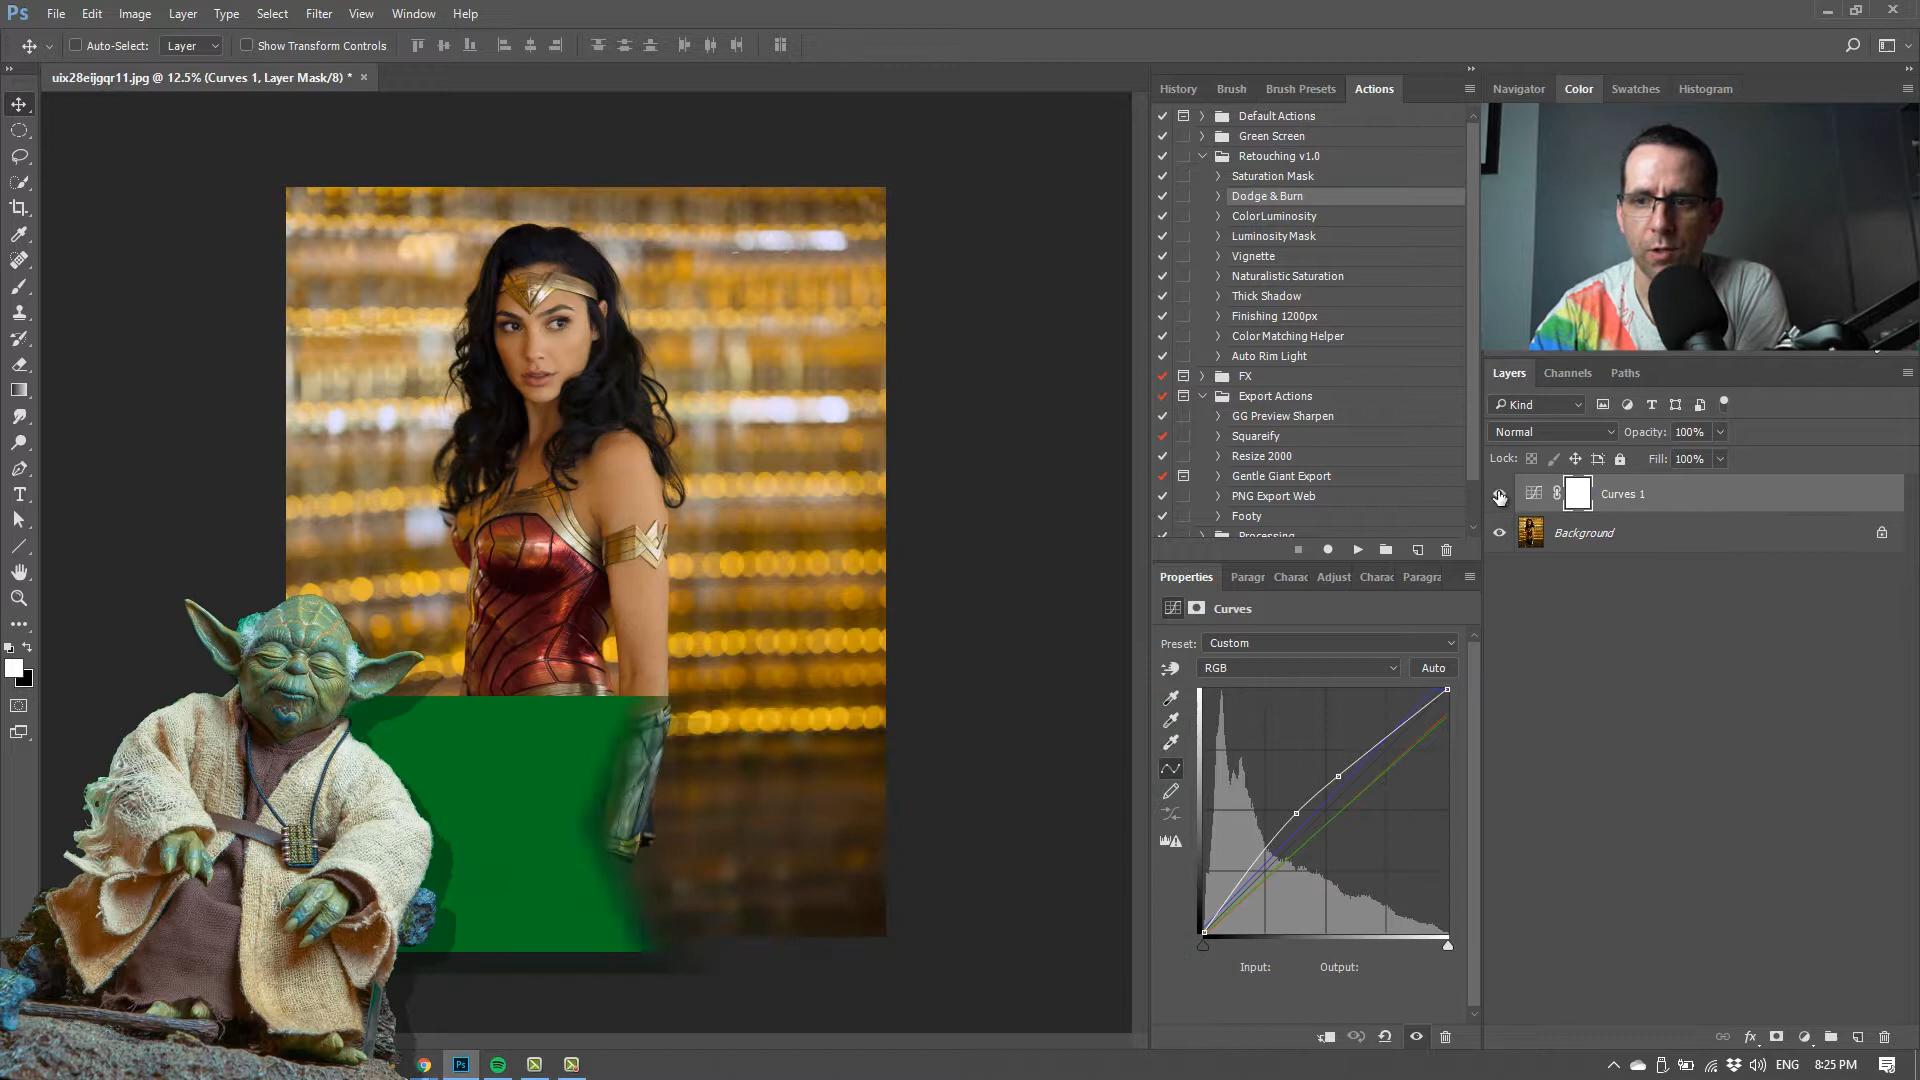 Ps File Edit Image Layer Type Select Filter View Window Help
Auto-Select: Layer Show Transform Controls
uix28eijgqr11.jpg @ 12.5% (Curves 1, Layer Mask/8) *
History Brush Brush Presets Actions
Navigator Color Swatches Histogram
Default Actions
Green Screen
Retouching v1.0
Saturation Mask
Dodge & Burn
ColorLuminosity
Luminosity Mask
Vignette
Naturalistic Saturation
Thick Shadow
Finishing 1200px
Color Matching Helper
Auto Rim Light
FX
Export Actions
GG Preview Sharpen
Squareify
Resize 2000
Gentle Giant Export
PNG Export Web
Footy
Processing
Layers Channels Paths
Kind
Normal Opacity: 100%
Lock: Fill: 100%
Curves 1
Background
Properties Paragr Charac Adjust Charac Paragra
Curves
Preset: Custom
RGB Auto
Input: Output:
fx
Ps
ENG 8:25 PM